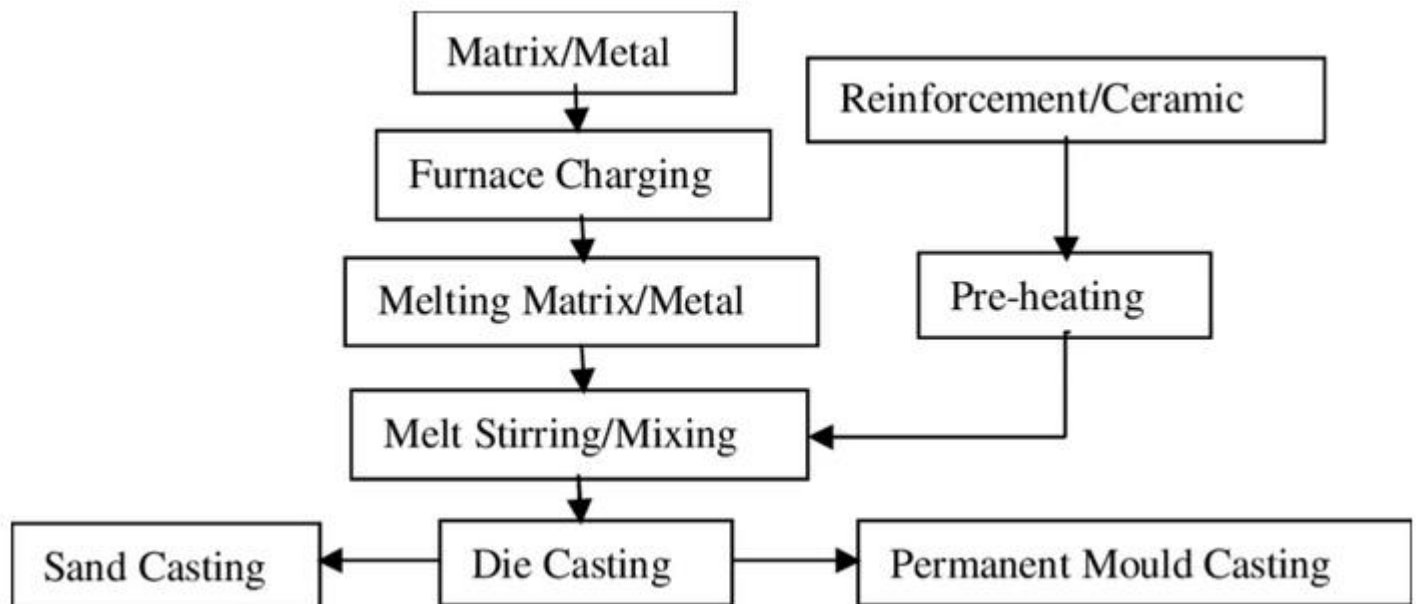 Matrix/Metal
Reinforcement/Ceramic
Furnace Charging
Melting Matrix/Metal
Pre-heating
Melt Stirring/Mixing
Sand Casting
Die Casting
Permanent Mould Casting